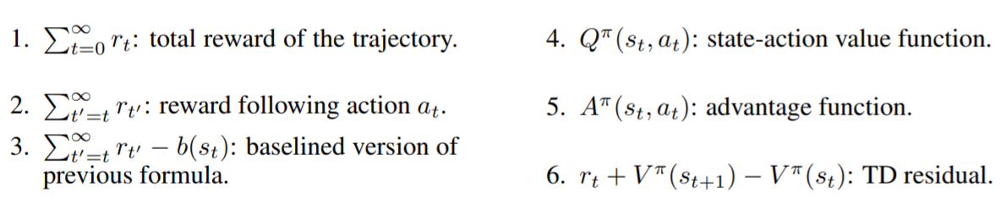 1. $\sum_{t=0}^{\infty} r_t$: total reward of the trajectory.
2. $\sum_{t'=t}^{\infty} r_{t'}$: reward following action $a_t$.
3. $\sum_{t'=t}^{\infty} r_{t'} - b(s_t)$: baselined version of
previous formula.
4. $Q^{\pi}(s_t, a_t)$: state-action value function.
5. $A^{\pi}(s_t, a_t)$: advantage function.
6. $r_t + V^{\pi}(s_{t+1}) - V^{\pi}(s_t)$: TD residual.